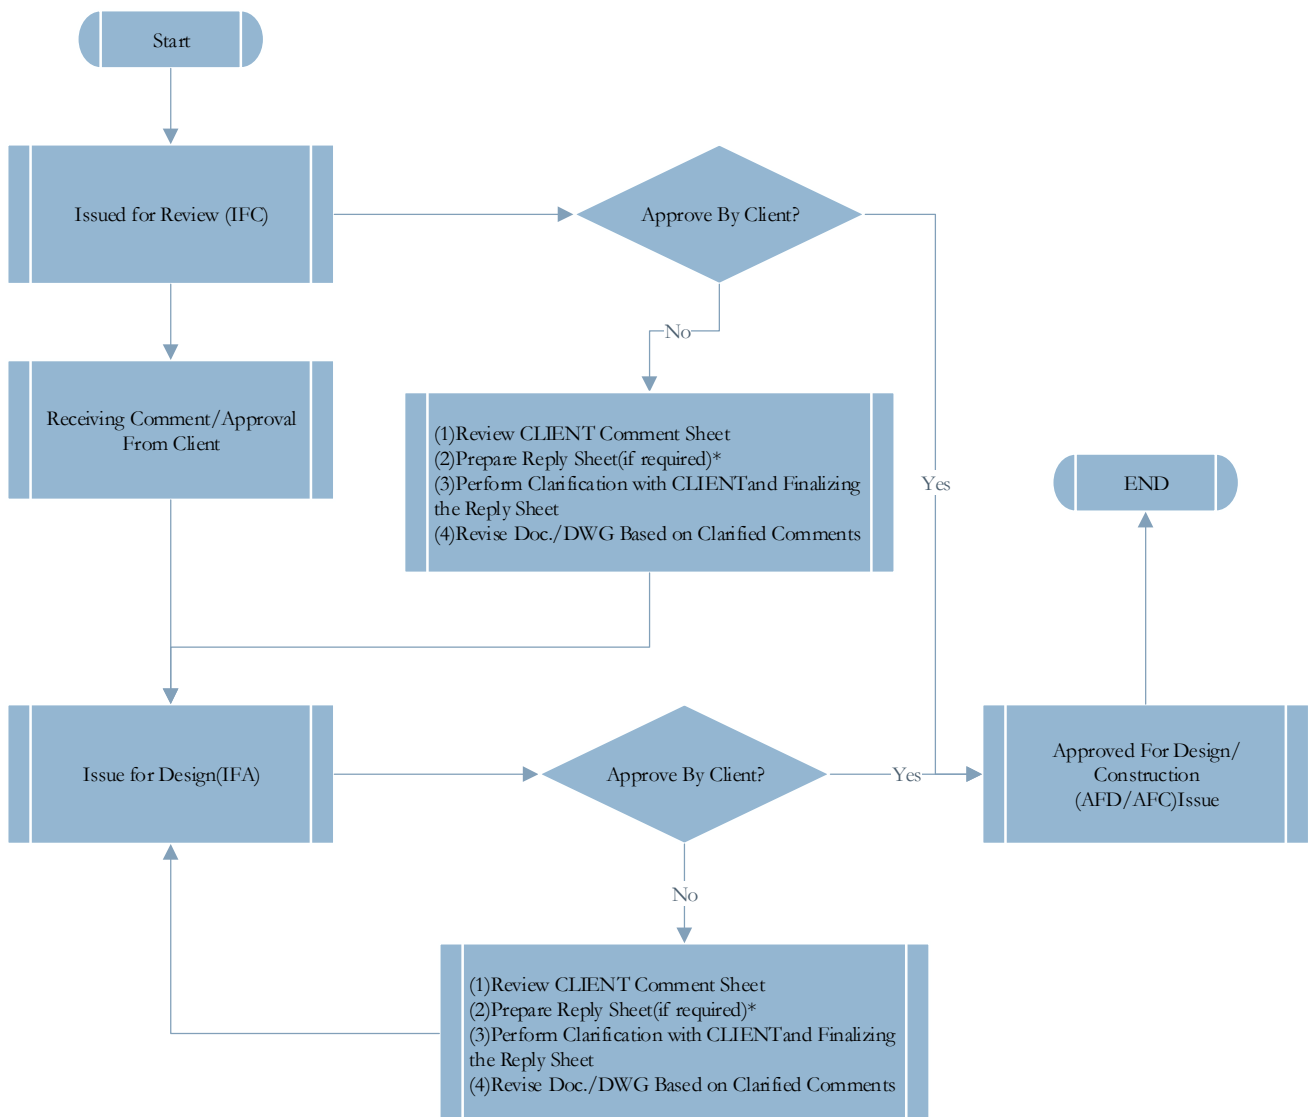 Start
Issued for Review (IFC)
Approve By Client?
No
Receiving Comment/Approval
From Client
(1)Review CLIENT Comment Sheet
(2)Prepare Reply Sheet(if required)*
(3)Perform Clarification with CLIENTand Finalizing
the Reply Sheet
(4)Revise Doc./DWG Based on Clarified Comments
Yes
END
Issue for Design(IFA)
Approve By Client?
Yes
Approved For Design/
Construction
(AFD/AFC)Issue
No
(1)Review CLIENT Comment Sheet
(2)Prepare Reply Sheet(if required)*
(3)Perform Clarification with CLIENTand Finalizing
the Reply Sheet
(4)Revise Doc./DWG Based on Clarified Comments